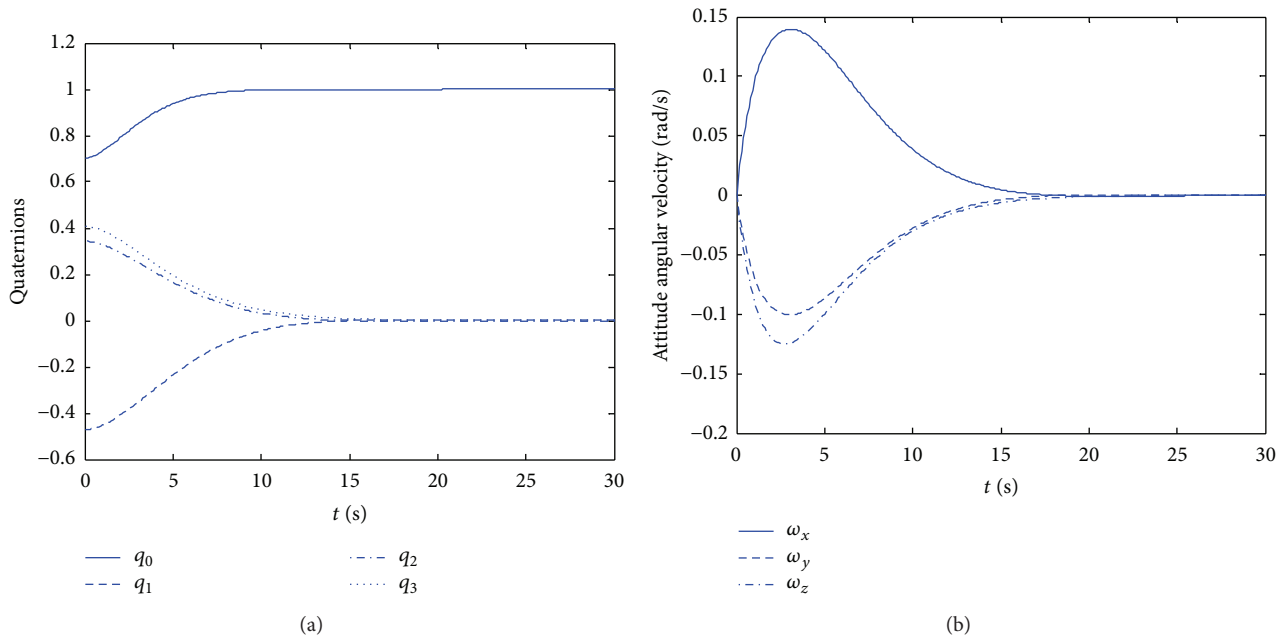 1.2
1
0.8
0.6
0.4
0.2
0
−0.2
−0.4
−0.6
Quaternions
0 5 10 15 20 25 30
t (s)
q0 q2
q1 q3
(a)
0.15
0.1
0.05
0
−0.05
−0.1
−0.15
−0.2
Attitude angular velocity (rad/s)
0 5 10 15 20 25 30
t (s)
ωx
ωy
ωz
(b)